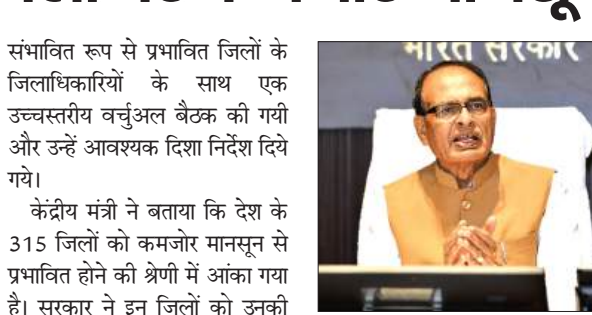 संभावित रूप से प्रभावित जिलों के
जिलाधिकारियों के साथ एक
उच्चस्तरीय वर्चुअल बैठक की गयी
और उन्हें आवश्यक दिशा निर्देश दिये
गये।
केंद्रीय मंत्री ने बताया कि देश के
315 जिलों को कमजोर मानसून से
प्रभावित होने की श्रेणी में आंका गया
है। सरकार ने इन जिलों को उनकी
भारत सरकार